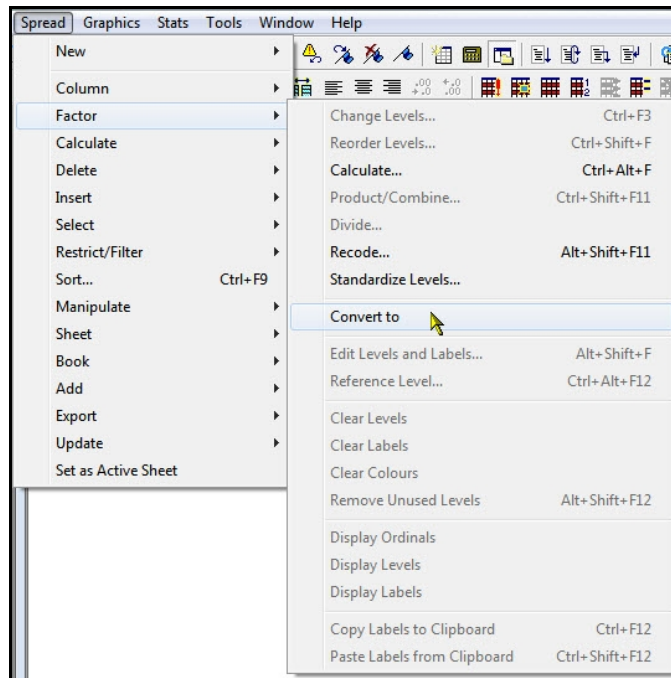 Spread Graphics Stats Tools Window Help
New
Column
Factor
Calculate
Delete
Insert
Select
Restrict/Filter
Sort... Ctrl+F9
Manipulate
Sheet
Book
Add
Export
Update
Set as Active Sheet
Change Levels... Ctrl+F3
Reorder Levels... Ctrl+Shift+F
Calculate... Ctrl+Alt+F
Product/Combine... Ctrl+Shift+F11
Divide...
Recode... Alt+Shift+F11
Standardize Levels...
Convert to
Edit Levels and Labels... Alt+Shift+F
Reference Level... Ctrl+Alt+F12
Clear Levels
Clear Labels
Clear Colours
Remove Unused Levels Alt+Shift+F12
Display Ordinals
Display Levels
Display Labels
Copy Labels to Clipboard Ctrl+F12
Paste Labels from Clipboard Ctrl+Shift+F12